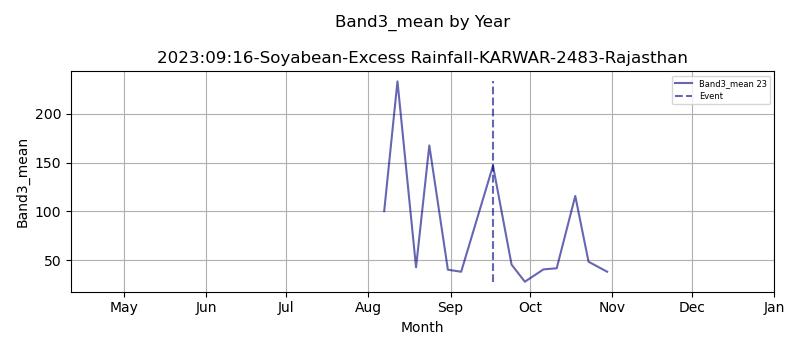 Band3_mean by Year
2023:09:16-Soyabean-Excess Rainfall-KARWAR-2483-Rajasthan
Band3_mean 23
Event
200
150
100
50
Band3_mean
May Jun Jul Aug Sep Oct Nov Dec Jan
Month